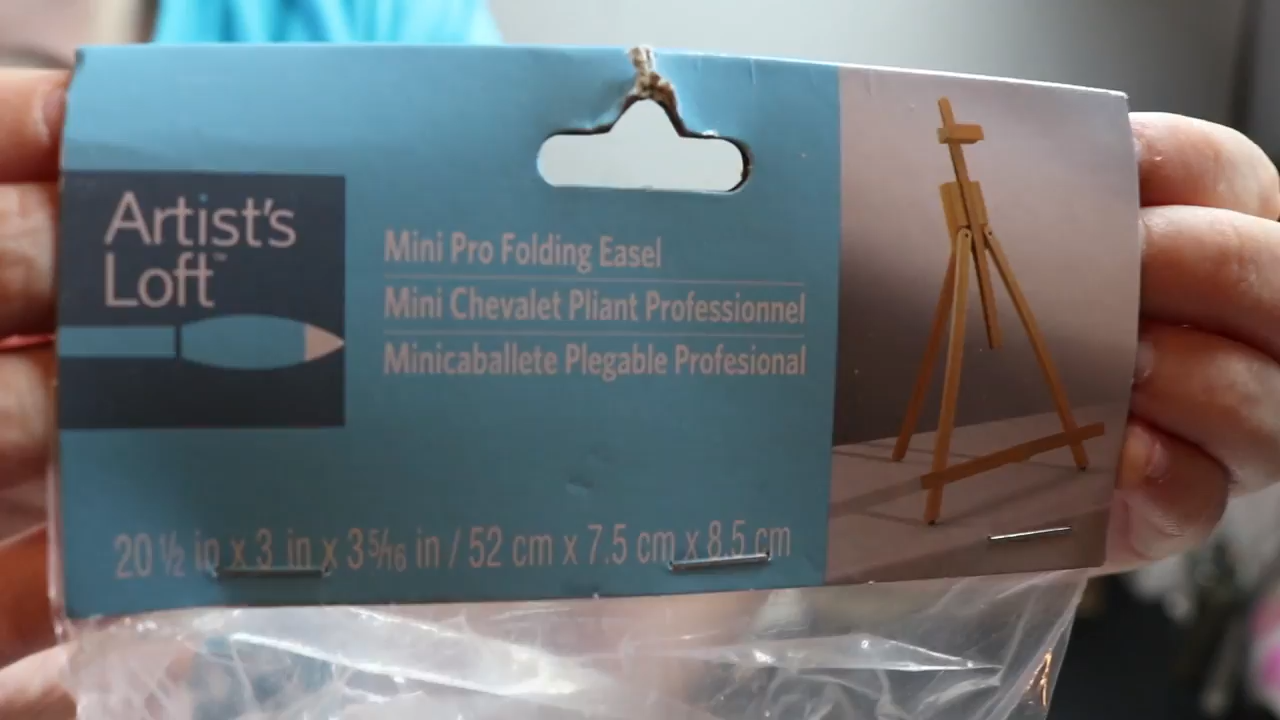 Artist's
Loft™
Mini Pro Folding Easel
Mini Chevalet Pliant Professionnel
Minicaballete Plegable Profesional
20 ½ in x 3 in x 3 5/16 in / 52 cm x 7.5 cm x 8.5 cm